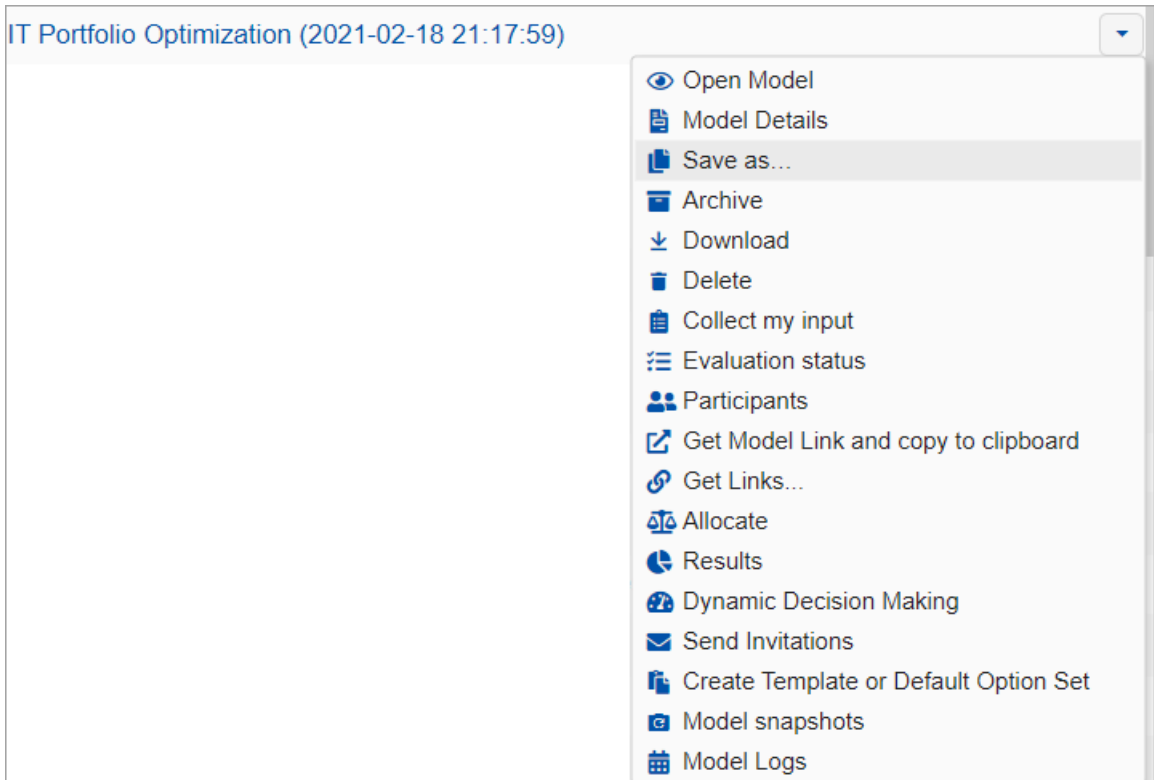 IT Portfolio Optimization (2021-02-18 21:17:59)
Open Model
Model Details
Save as...
Archive
Download
Delete
Collect my input
Evaluation status
Participants
Get Model Link and copy to clipboard
Get Links...
Allocate
Results
Dynamic Decision Making
Send Invitations
Create Template or Default Option Set
Model snapshots
Model Logs